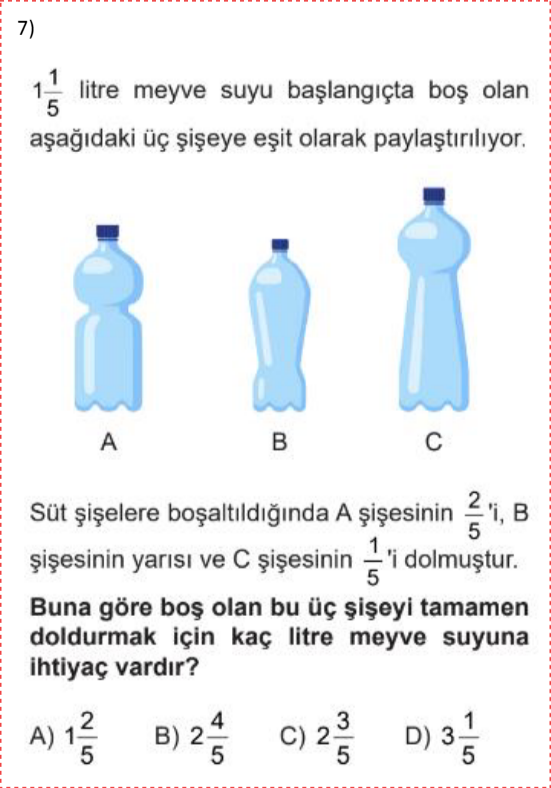 7)
1 1/5 litre meyve suyu başlangıçta boş olan
aşağıdaki üç şişeye eşit olarak paylaştırılıyor.
A B C
Süt şişelere boşaltıldığında A şişesinin 2/5 'i, B
şişesinin yarısı ve C şişesinin 1/5 'i dolmuştur.
Buna göre boş olan bu üç şişeyi tamamen
doldurmak için kaç litre meyve suyuna
ihtiyaç vardır?
A) 1 2/5 B) 2 4/5 C) 2 3/5 D) 3 1/5